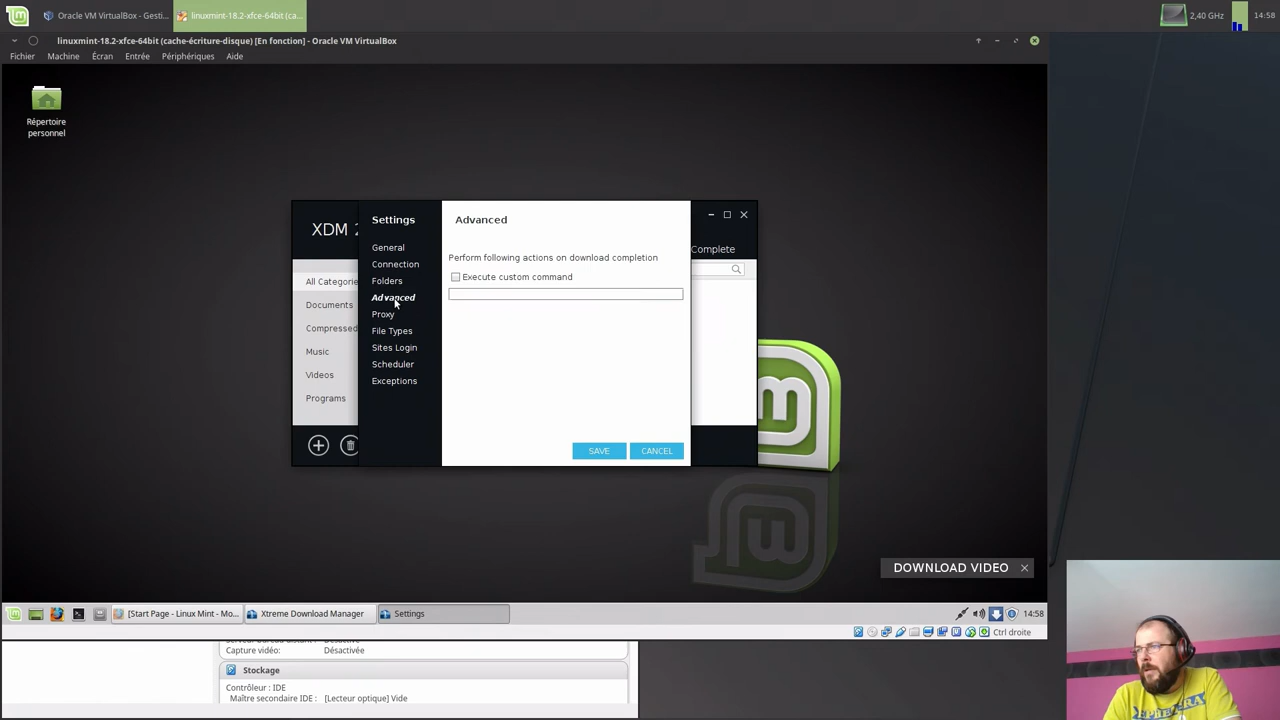 Oracle VM VirtualBox - Gesti...
linuxmint-18.2-xfce-64bit (ca...
2,40 GHz
14:58
linuxmint-18.2-xfce-64bit (cache-écriture-disque) [En fonction] - Oracle VM VirtualBox
Fichier Machine Écran Entrée Périphériques Aide
Répertoire
personnel
XDM 2
Complete
All Categorie
Documents
Compressed
Music
Videos
Programs
Settings
General
Connection
Folders
Advanced
Proxy
File Types
Sites Login
Scheduler
Exceptions
Advanced
Perform following actions on download completion
Execute custom command
SAVE CANCEL
DOWNLOAD VIDEO
[Start Page - Linux Mint - Mo...
Xtreme Download Manager
Settings
14:58
Ctrl droite
Désactivé
Capture vidéo: Désactivée
Stockage
Contrôleur : IDE
Maître secondaire IDE : [Lecteur optique] Vide